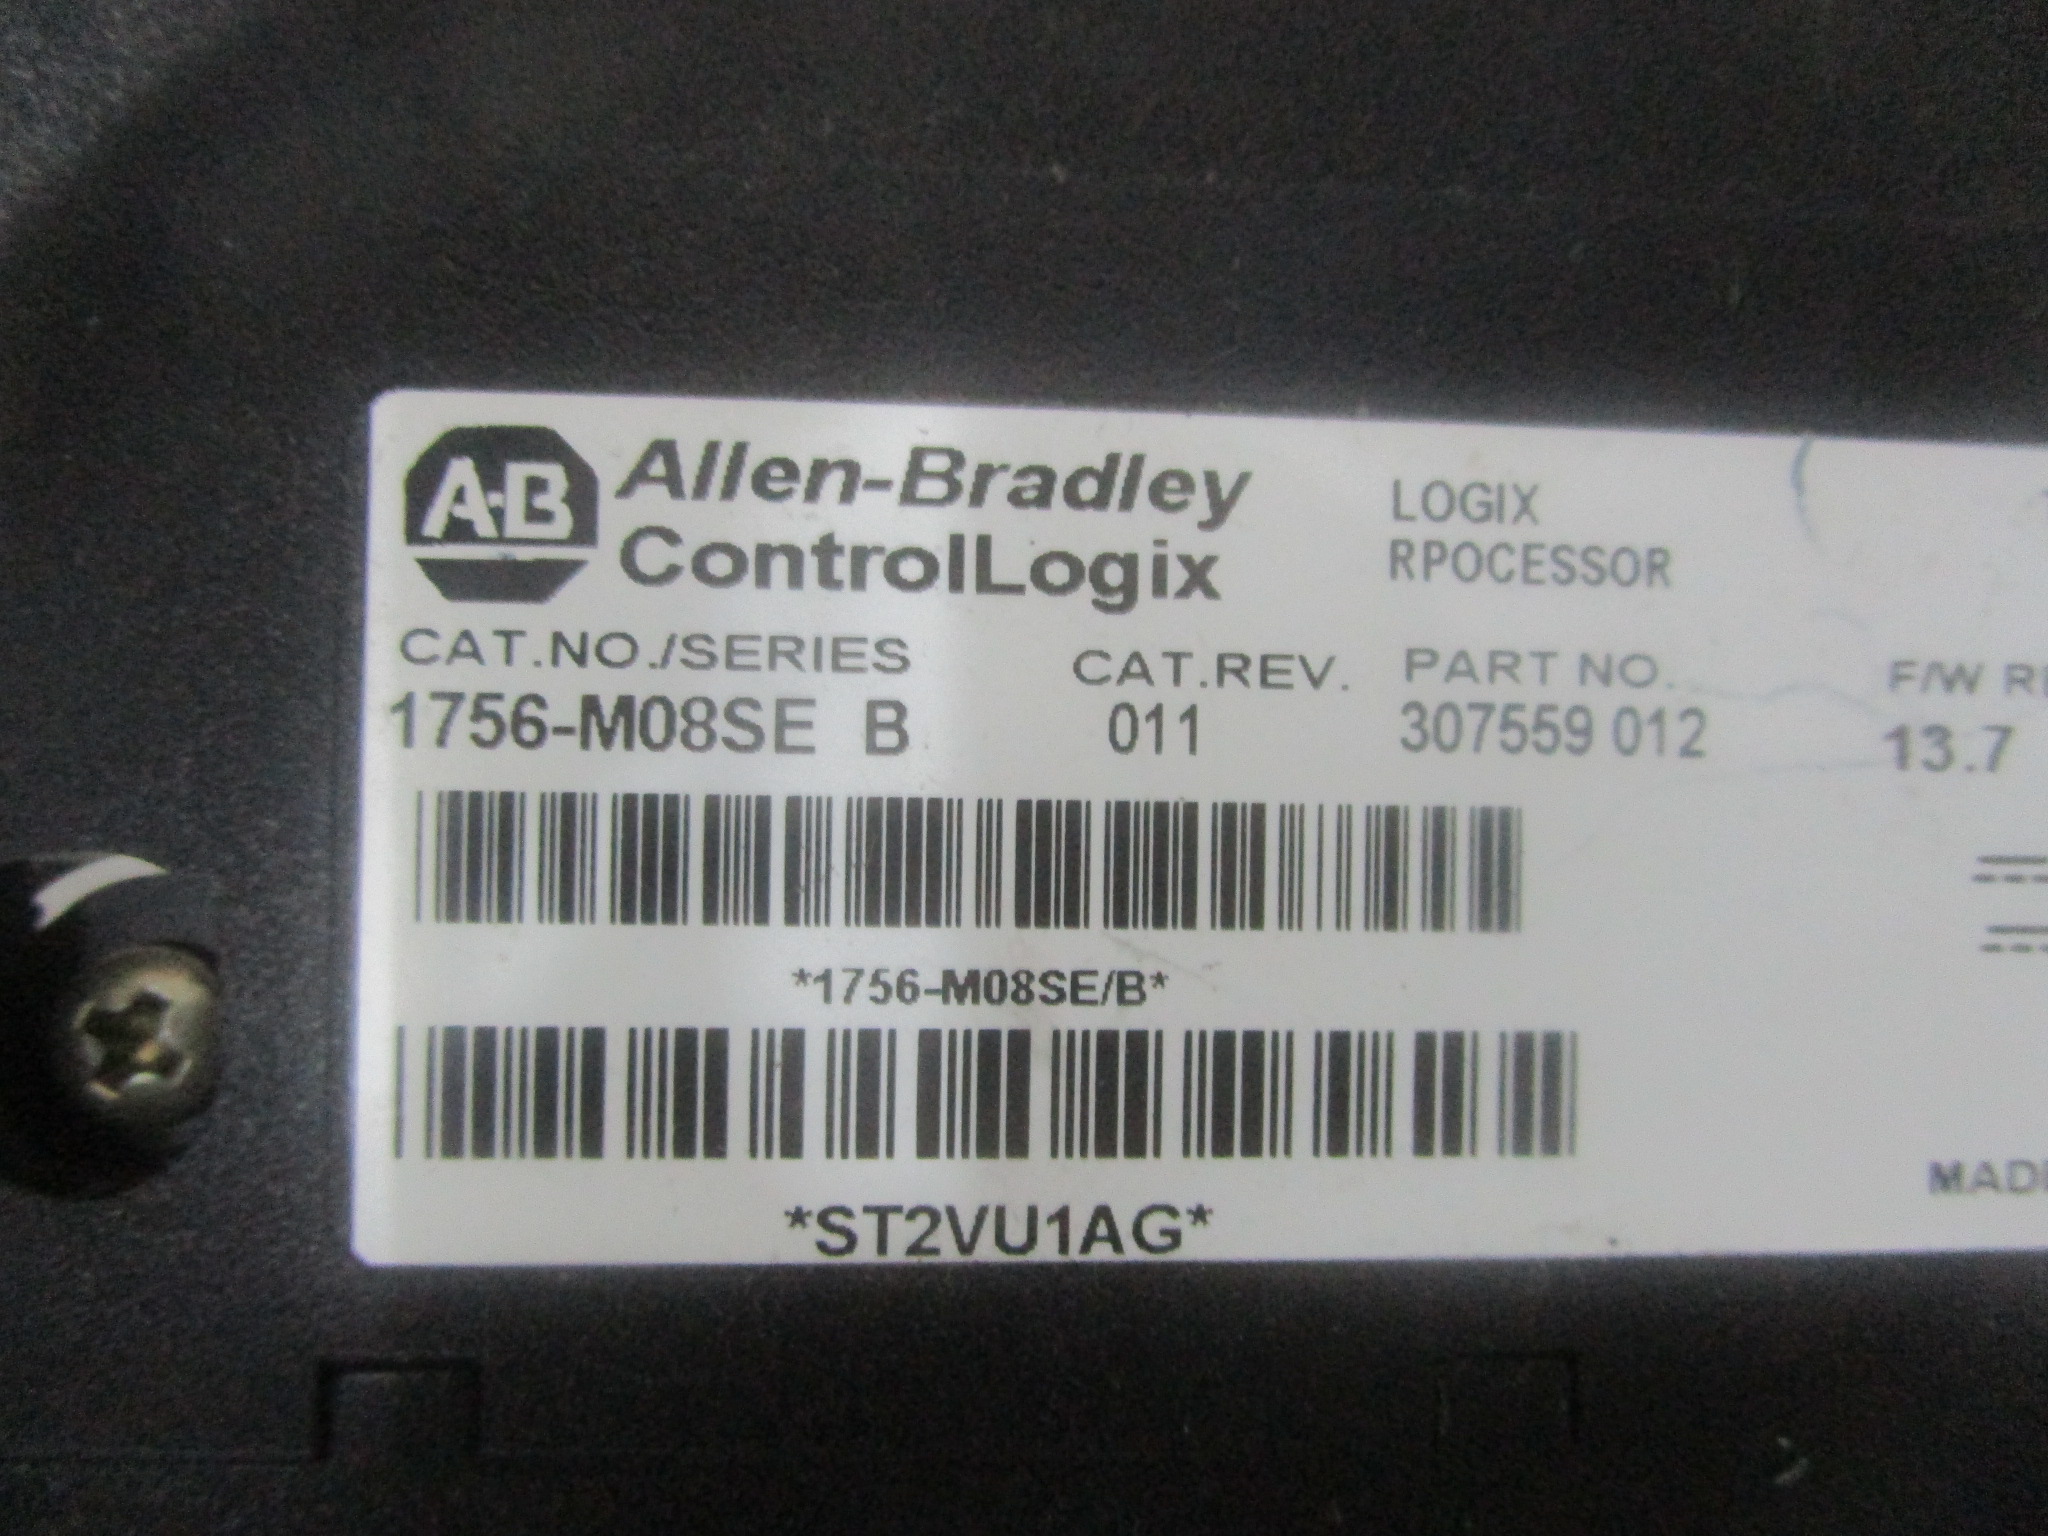 A-B Allen-Bradley
ControlLogix
LOGIX
RPOCESSOR
CAT.NO./SERIES CAT.REV. PART NO. F/W
1756-M08SE B 011 307559 012 13.7
*1756-M08SE/B*
*ST2VU1AG*